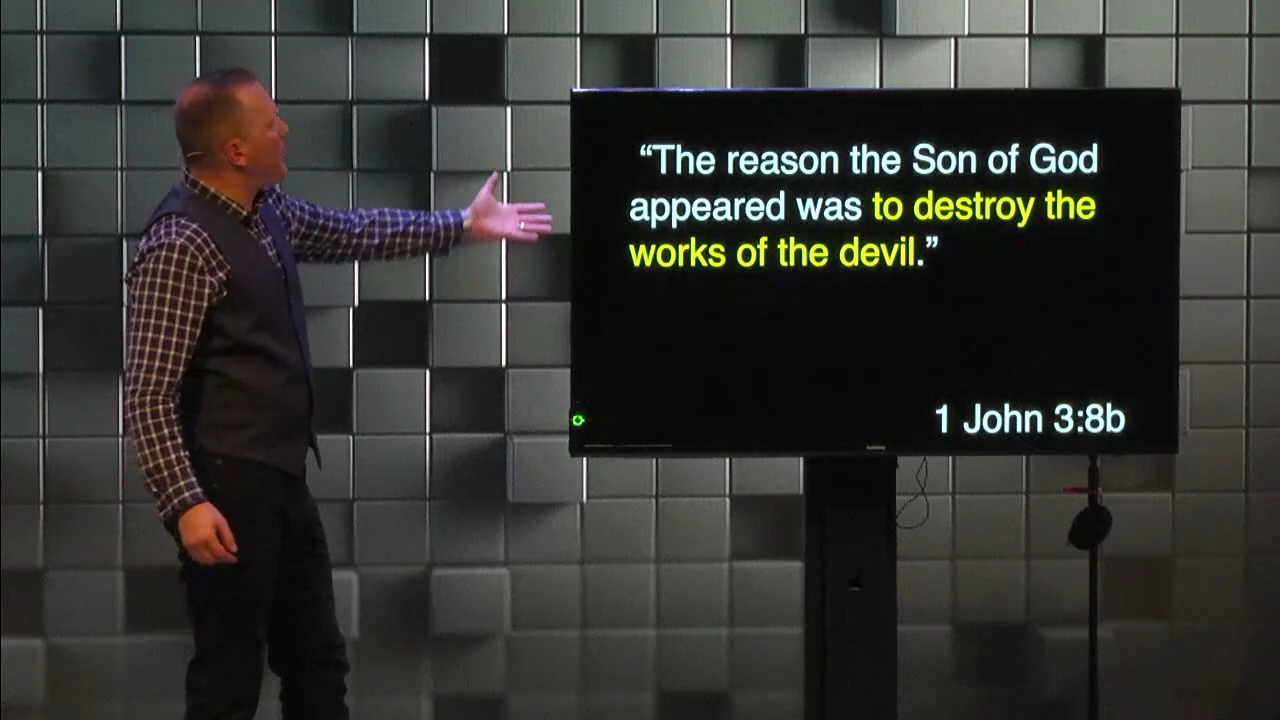 “The reason the Son of God
appeared was to destroy the
works of the devil.”
1 John 3:8b